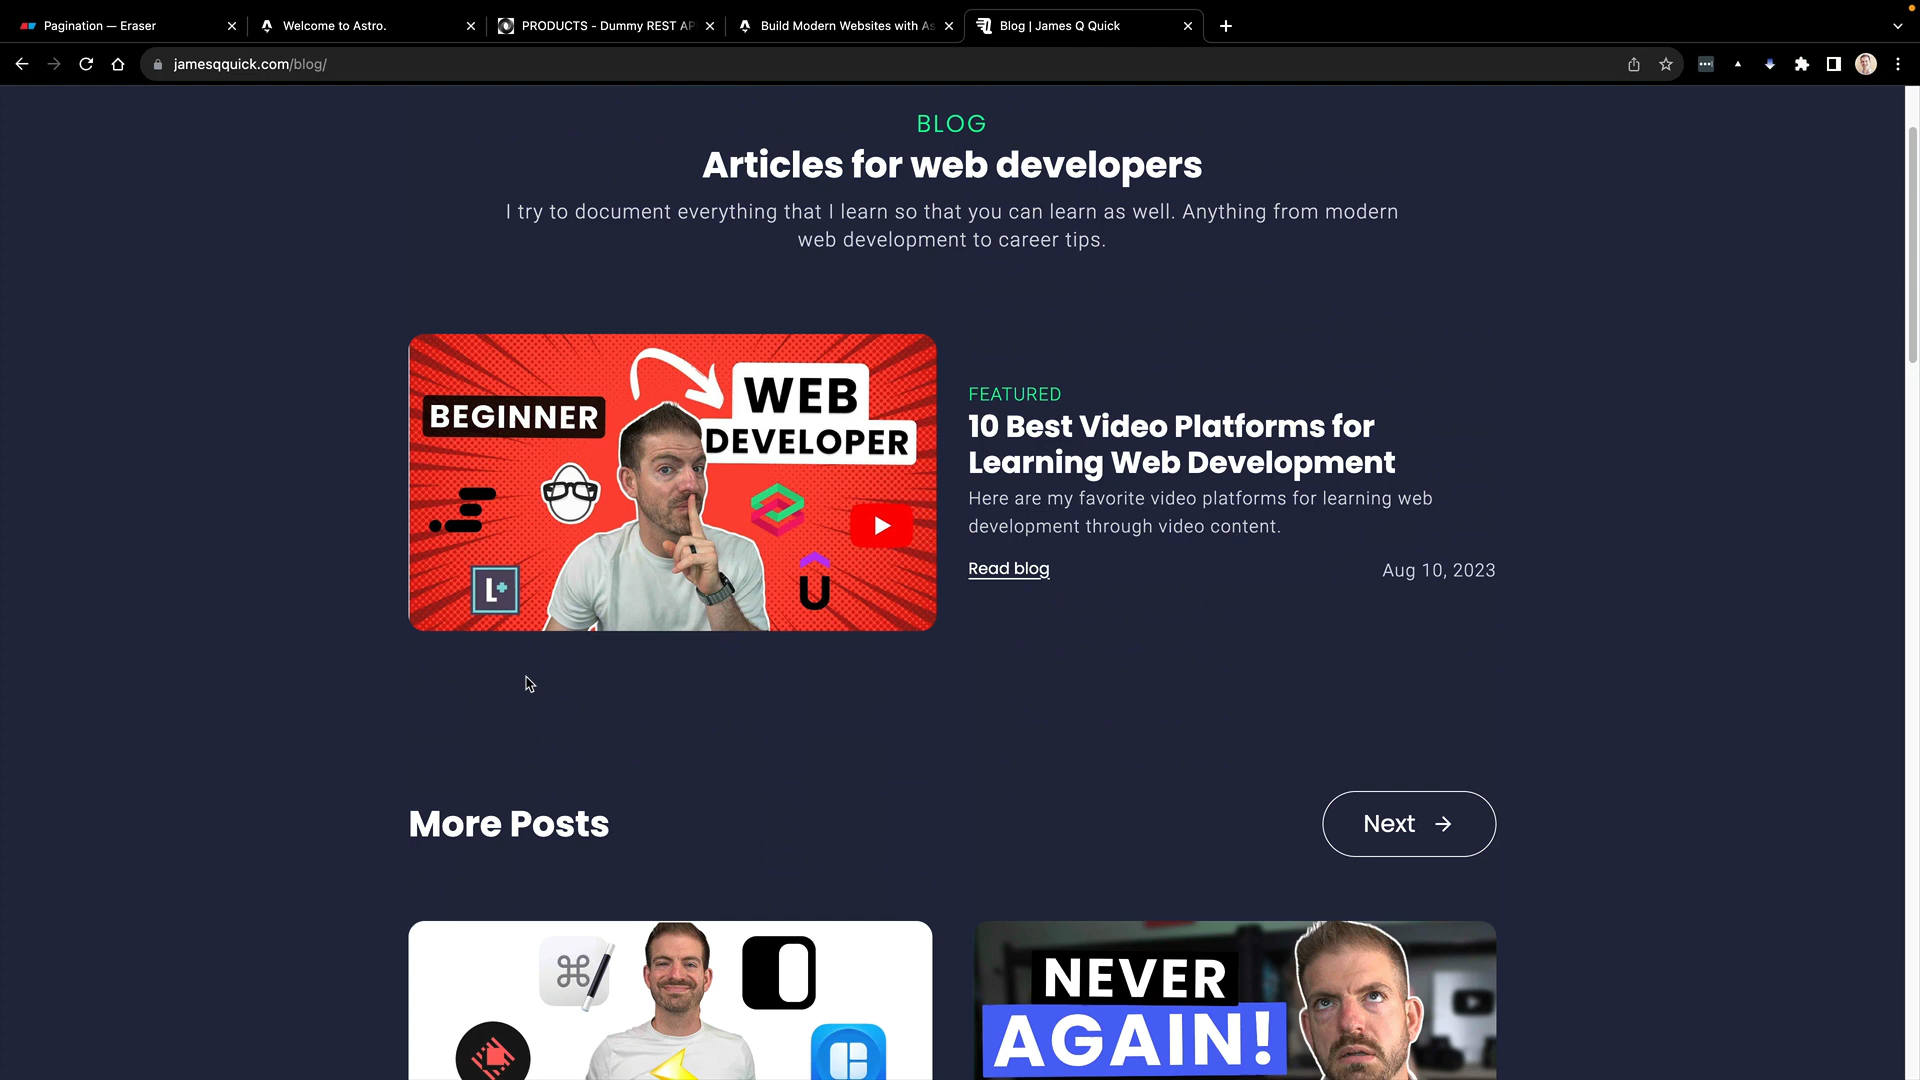 Pagination — Eraser
Welcome to Astro.
PRODUCTS - Dummy REST AP
Build Modern Websites with As
Blog | James Q Quick
jamesqquick.com/blog/
BLOG
Articles for web developers
I try to document everything that I learn so that you can learn as well. Anything from modern
web development to career tips.
BEGINNER
WEB
DEVELOPER
L+
U
FEATURED
10 Best Video Platforms for
Learning Web Development
Here are my favorite video platforms for learning web
development through video content.
Read blog
Aug 10, 2023
More Posts
Next →
NEVER
AGAIN!